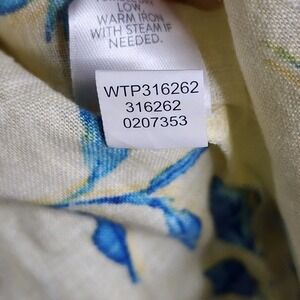 LOW.
WARM IRON
WITH STEAM IF
NEEDED.
WTP316262
316262
0207353